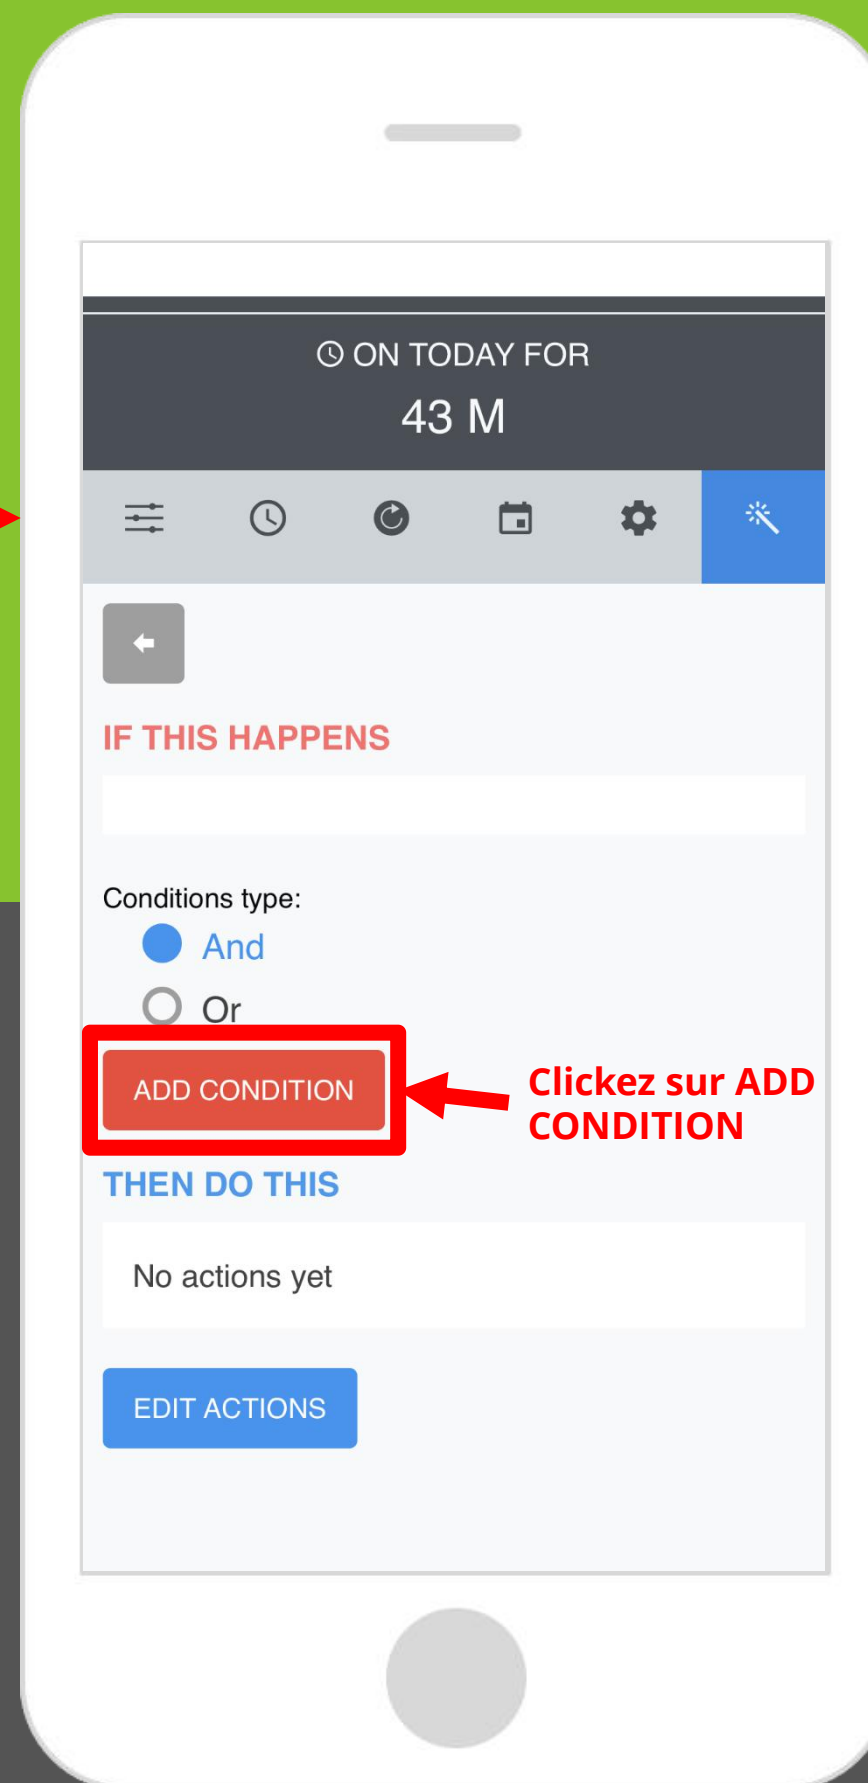 ON TODAY FOR
43 M
IF THIS HAPPENS
Conditions type:
And
Or
ADD CONDITION
Clickez sur ADD
CONDITION
THEN DO THIS
No actions yet
EDIT ACTIONS